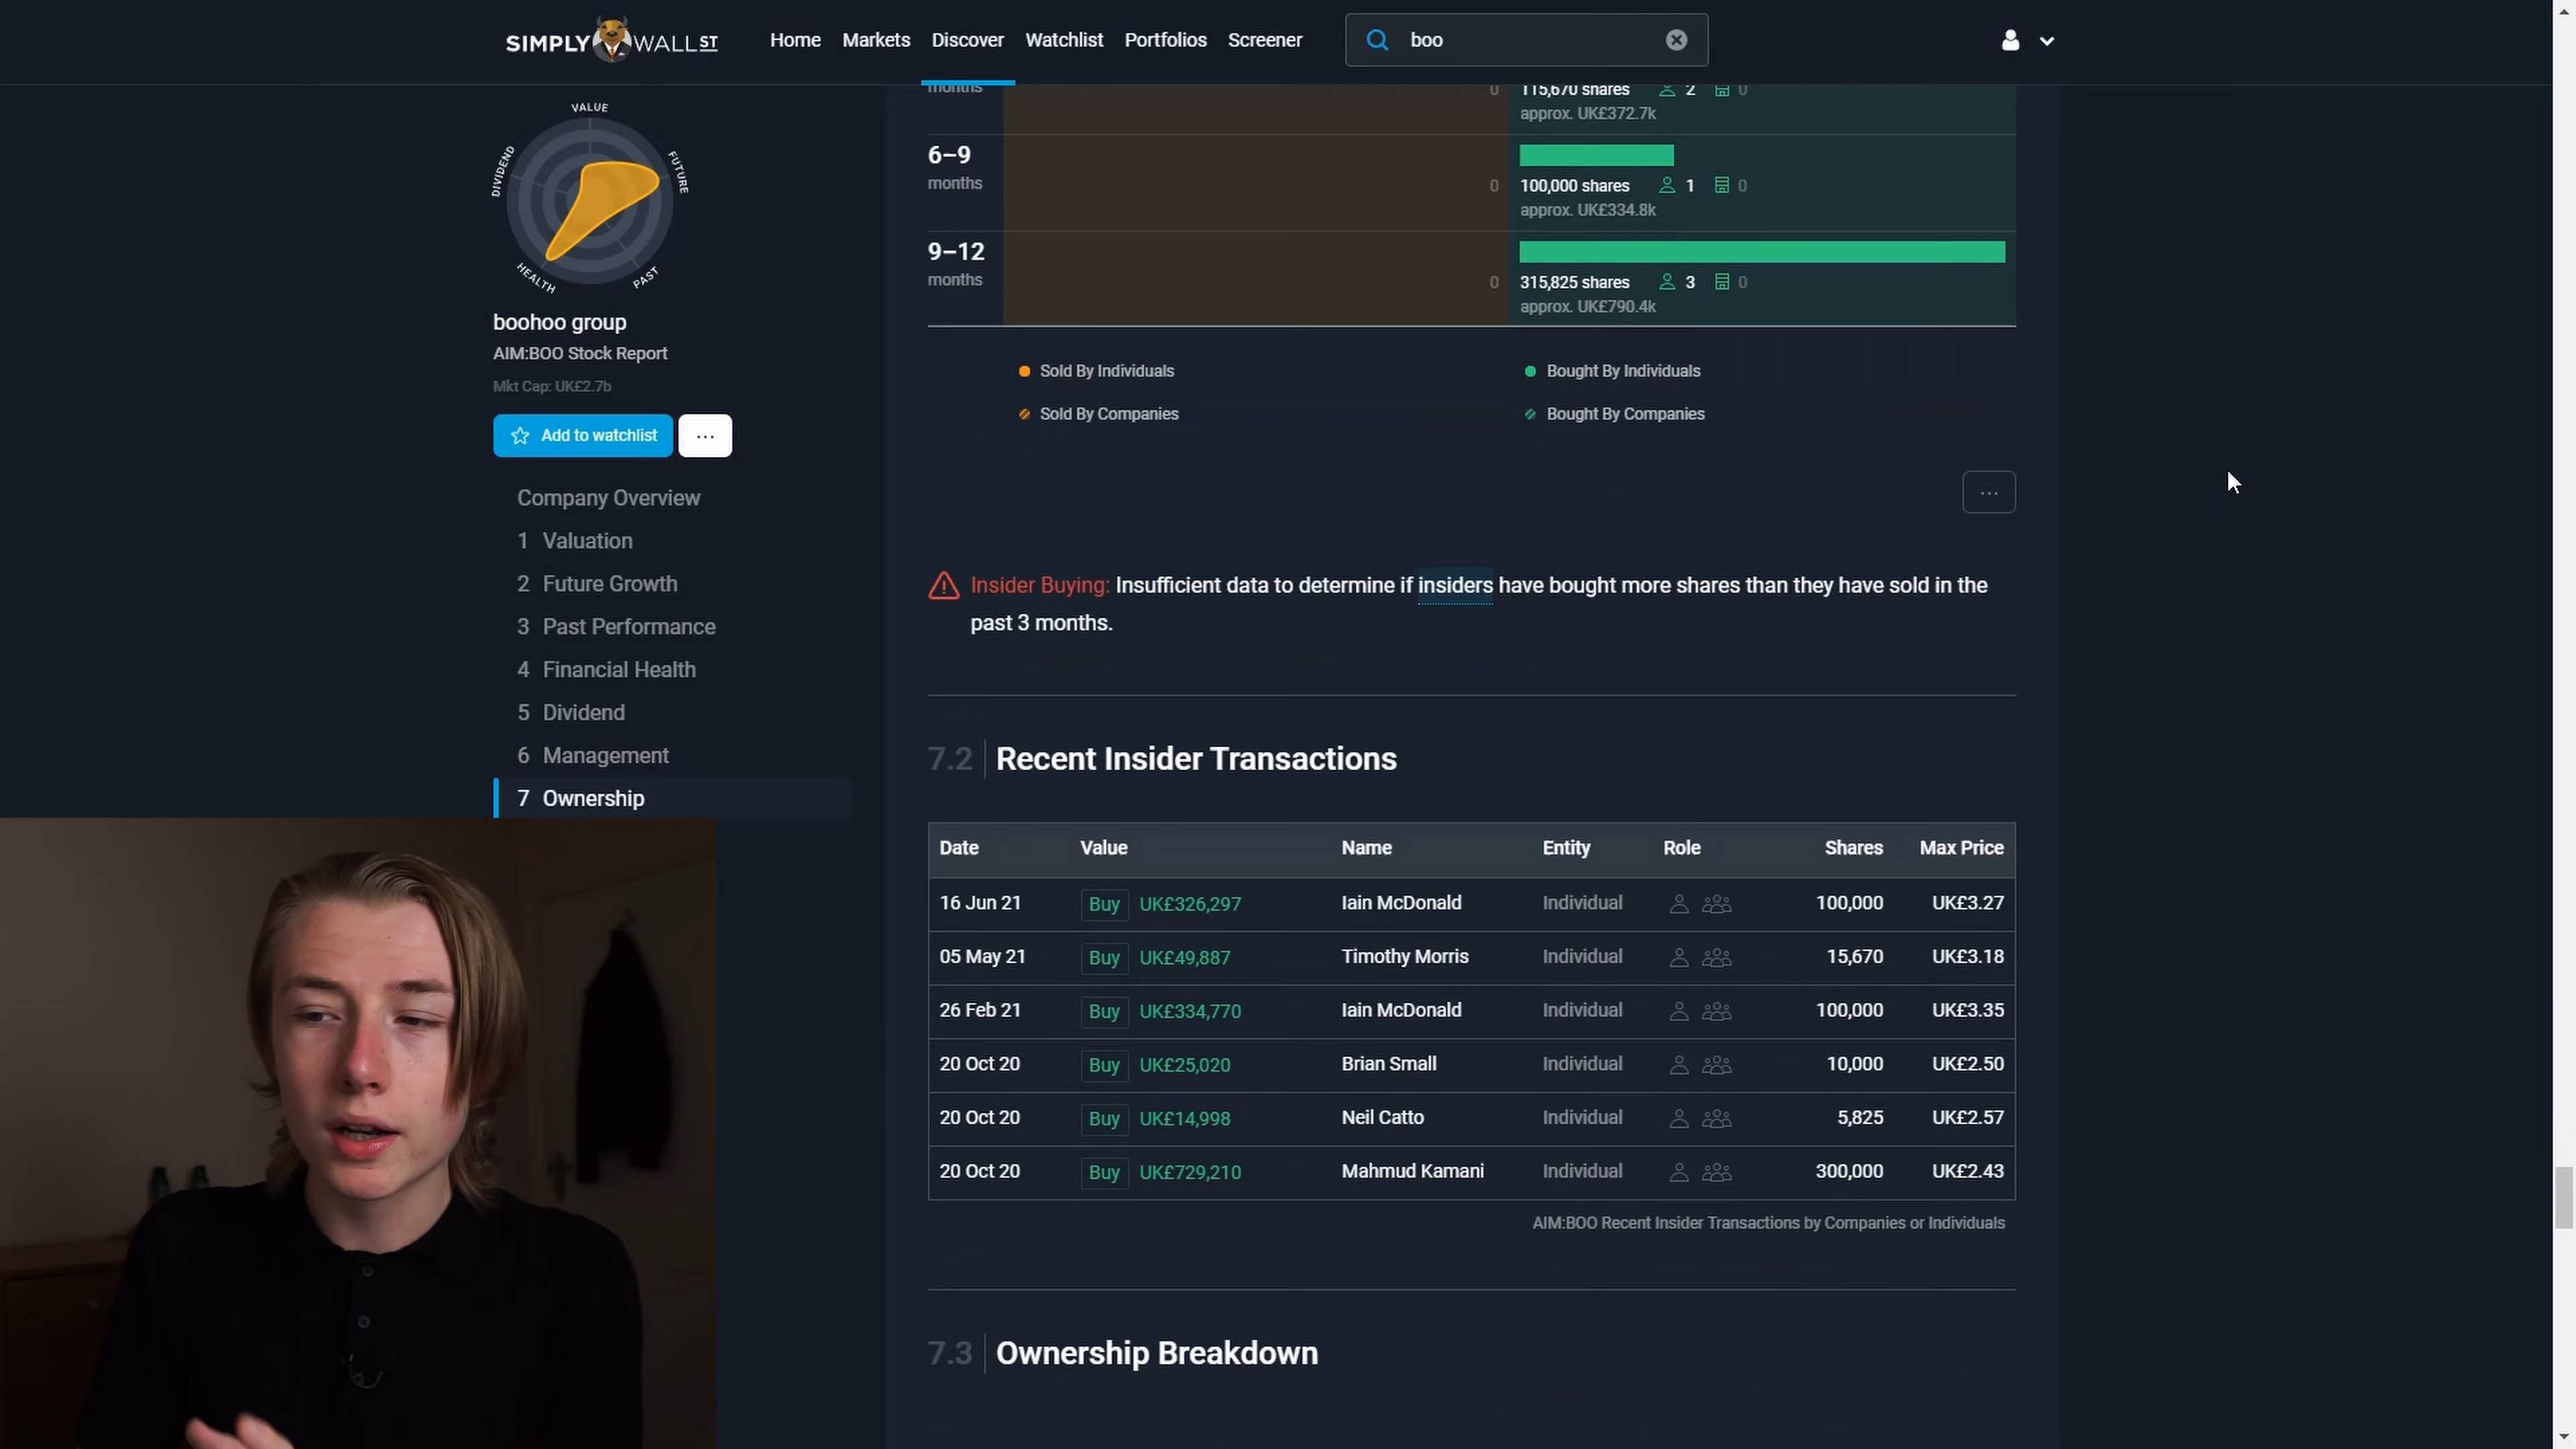 SIMPLY WALL ST
Home Markets Discover Watchlist Portfolios Screener
boo
VALUE
FUTURE
PAST
HEALTH
DIVIDEND
boohoo group
AIM:BOO Stock Report
Mkt Cap: UK£2.7b
Add to watchlist
...
Company Overview
1 Valuation
2 Future Growth
3 Past Performance
4 Financial Health
5 Dividend
6 Management
7 Ownership
months 0 115,670 shares 2 0
approx. UK£372.7k
6–9
months 0 100,000 shares 1 0
approx. UK£334.8k
9–12
months 0 315,825 shares 3 0
approx. UK£790.4k
Sold By Individuals Bought By Individuals
Sold By Companies Bought By Companies
...
Insider Buying: Insufficient data to determine if insiders have bought more shares than they have sold in the
past 3 months.
7.2 Recent Insider Transactions
Date Value Name Entity Role Shares Max Price
16 Jun 21 Buy UK£326,297 Iain McDonald Individual 100,000 UK£3.27
05 May 21 Buy UK£49,887 Timothy Morris Individual 15,670 UK£3.18
26 Feb 21 Buy UK£334,770 Iain McDonald Individual 100,000 UK£3.35
20 Oct 20 Buy UK£25,020 Brian Small Individual 10,000 UK£2.50
20 Oct 20 Buy UK£14,998 Neil Catto Individual 5,825 UK£2.57
20 Oct 20 Buy UK£729,210 Mahmud Kamani Individual 300,000 UK£2.43
AIM:BOO Recent Insider Transactions by Companies or Individuals
7.3 Ownership Breakdown